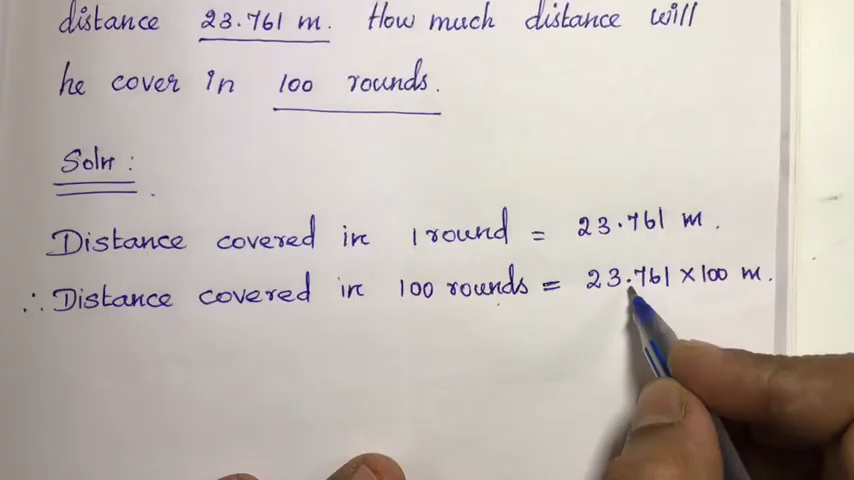 distance 23.761 m. How much distance will
he cover in 100 rounds.
Soln:
Distance covered in 1 round = 23.761 m.
∴ Distance covered in 100 rounds = 23.761 × 100 m.